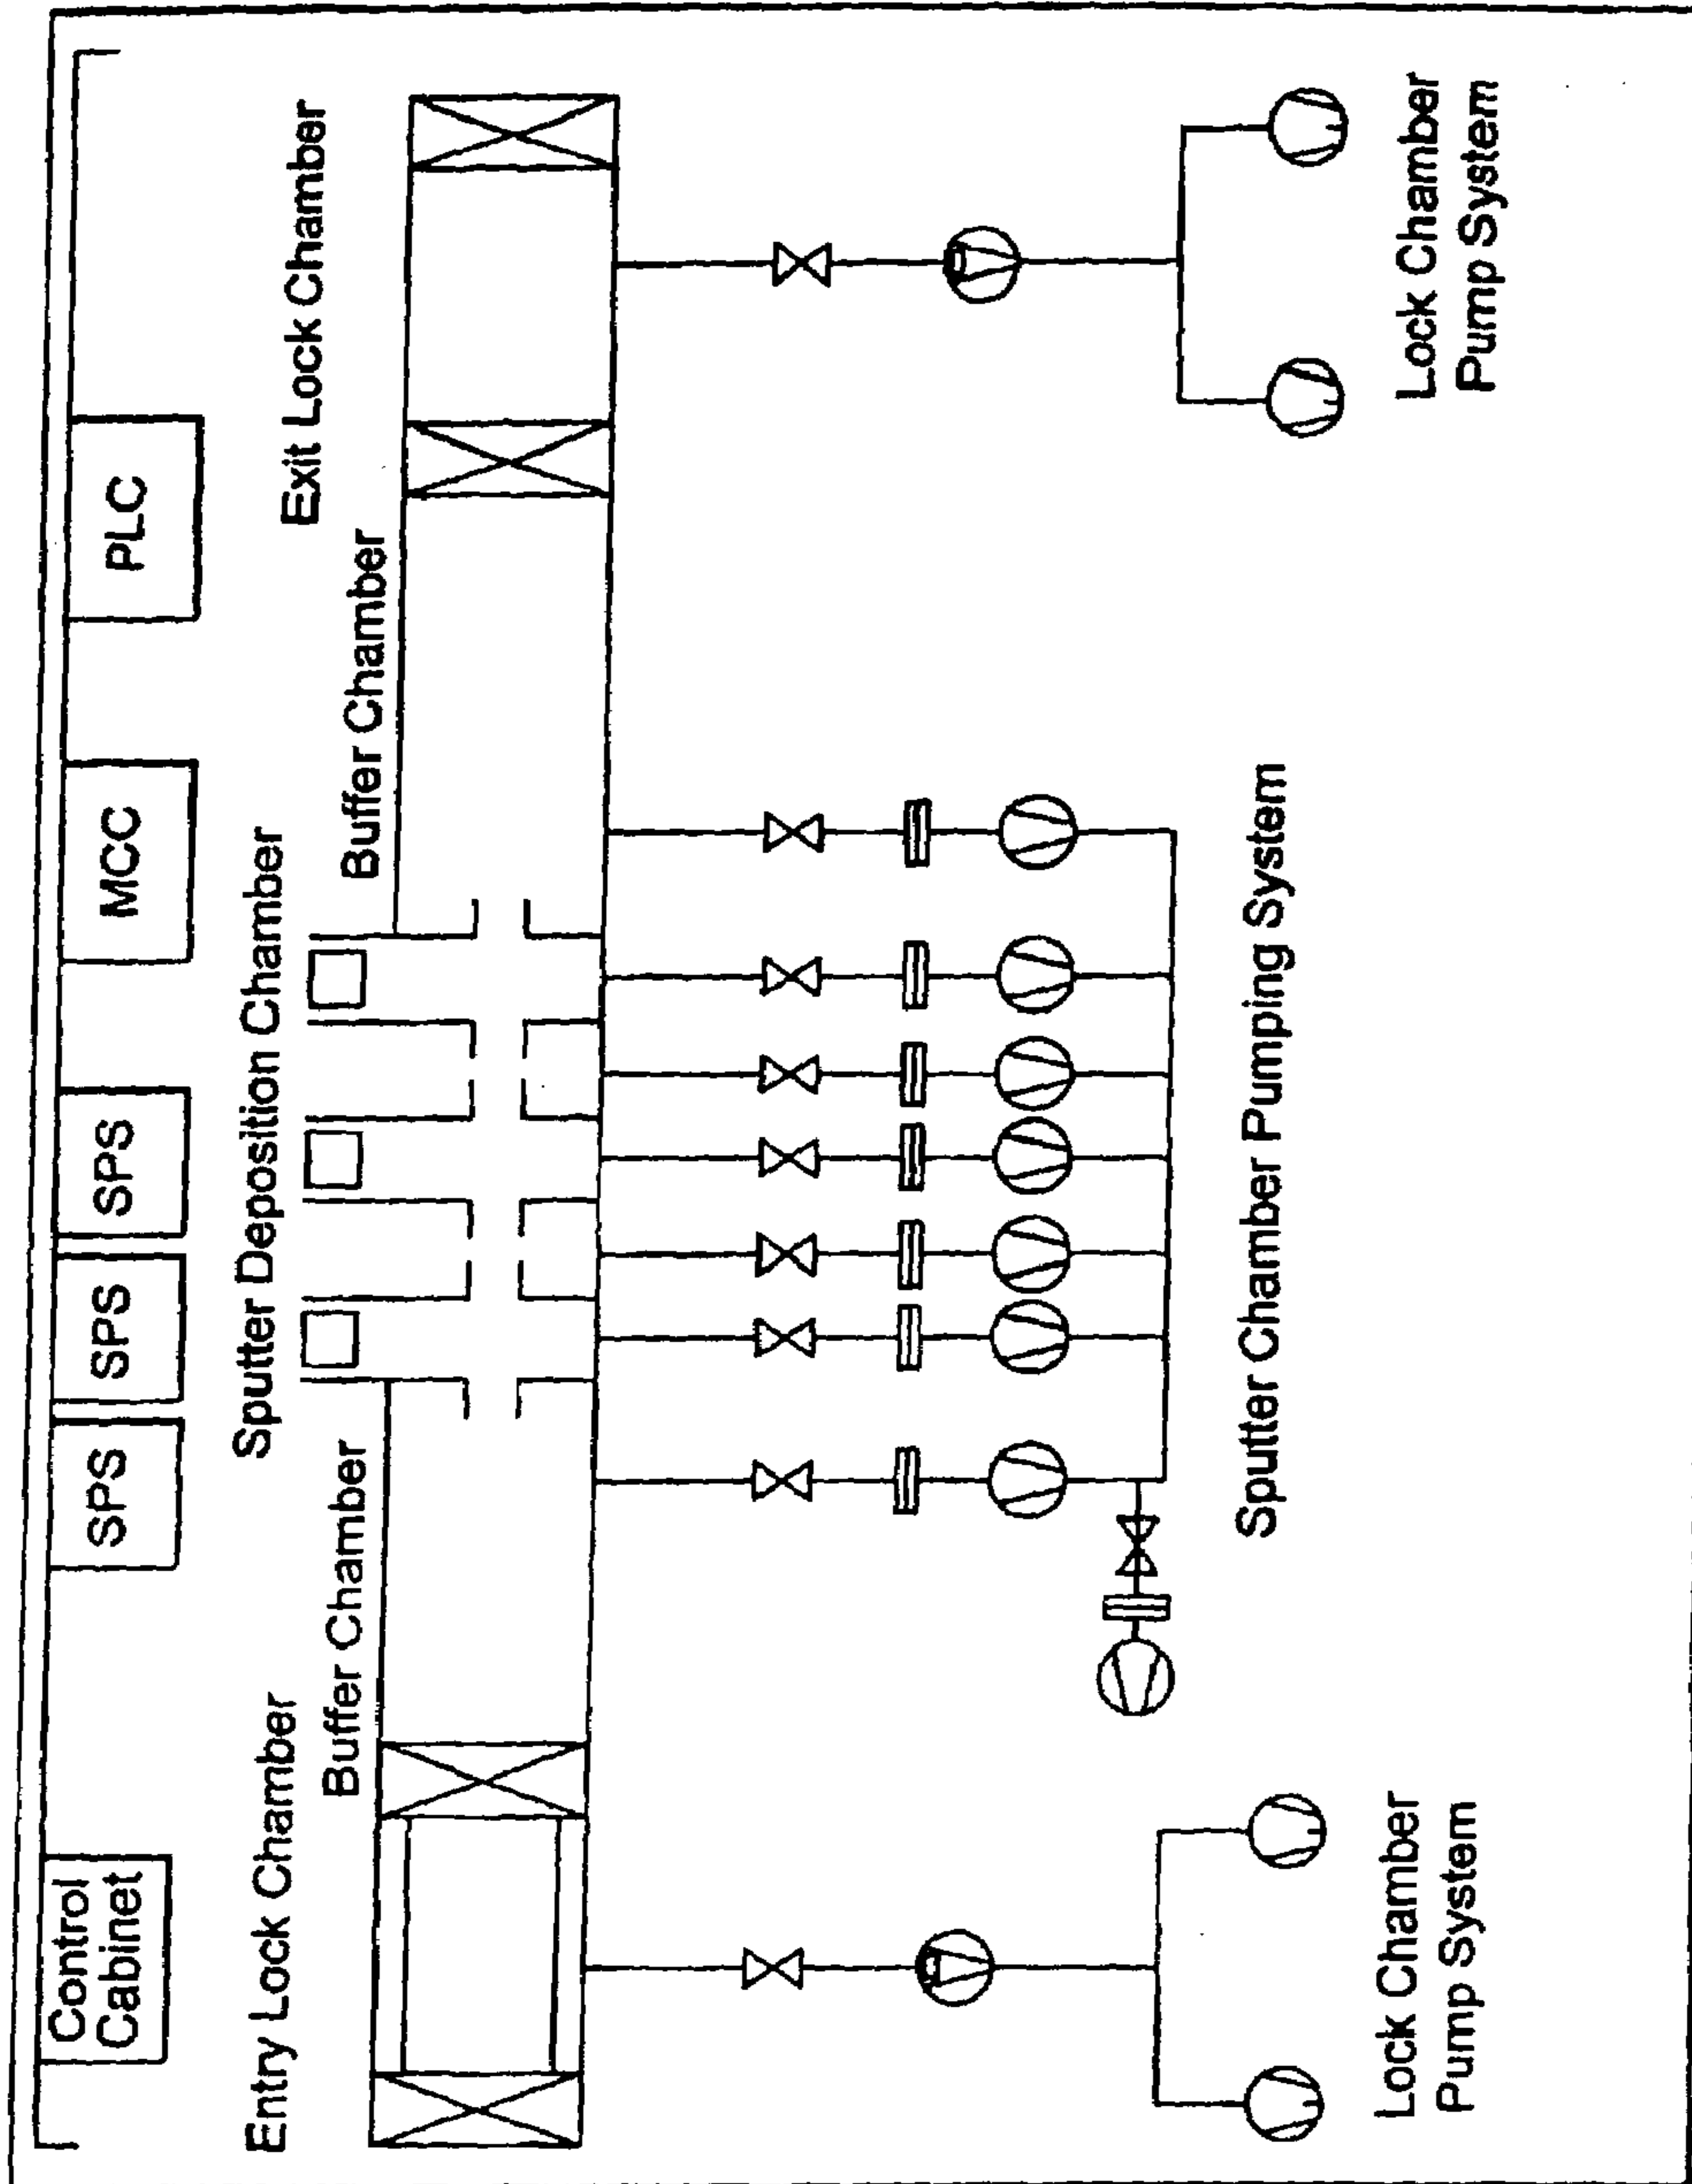 Control
Cabinet
SPS
SPS
SPS
MCC
PLC
Entry Lock Chamber
Buffer Chamber
Sputter Deposition Chamber
Buffer Chamber
Exit Lock Chamber
Lock Chamber
Pump System
Sputter Chamber Pumping System
Lock Chamber
Pump System